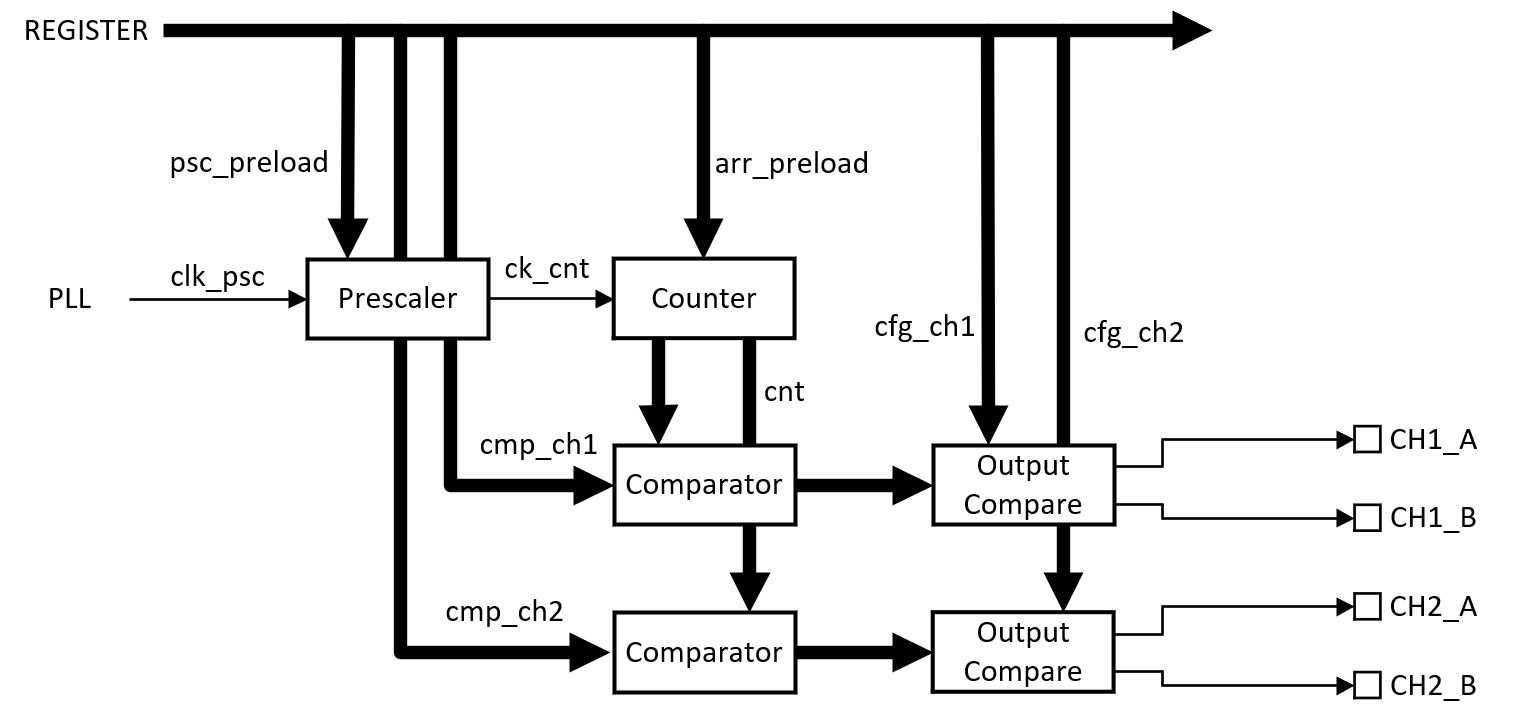 REGISTER
psc_preload
arr_preload
clk_psc
ck_cnt
PLL
Prescaler
Counter
cfg_ch1
cfg_ch2
cnt
cmp_ch1
Comparator
Output
Compare
CH1_A
CH1_B
cmp_ch2
Comparator
Output
Compare
CH2_A
CH2_B